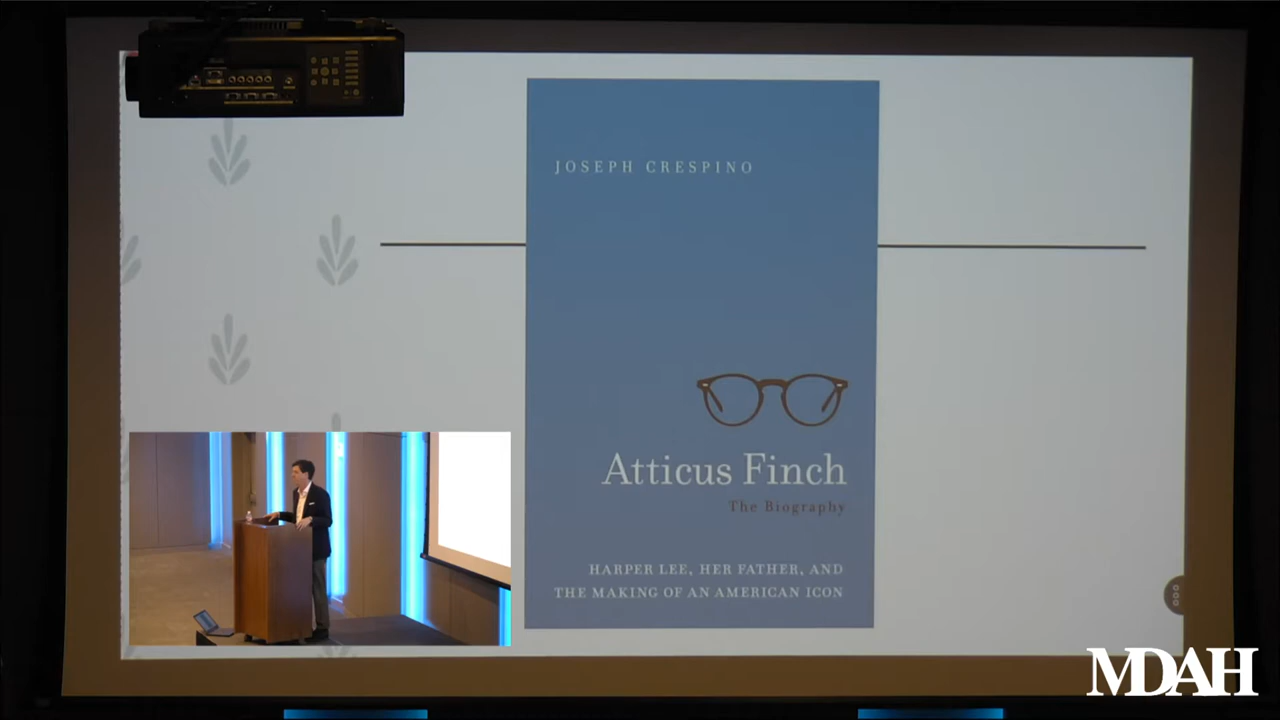 JOSEPH CRESPINO
Atticus Finch
The Biography
HARPER LEE, HER FATHER, AND
THE MAKING OF AN AMERICAN ICON
MDAH